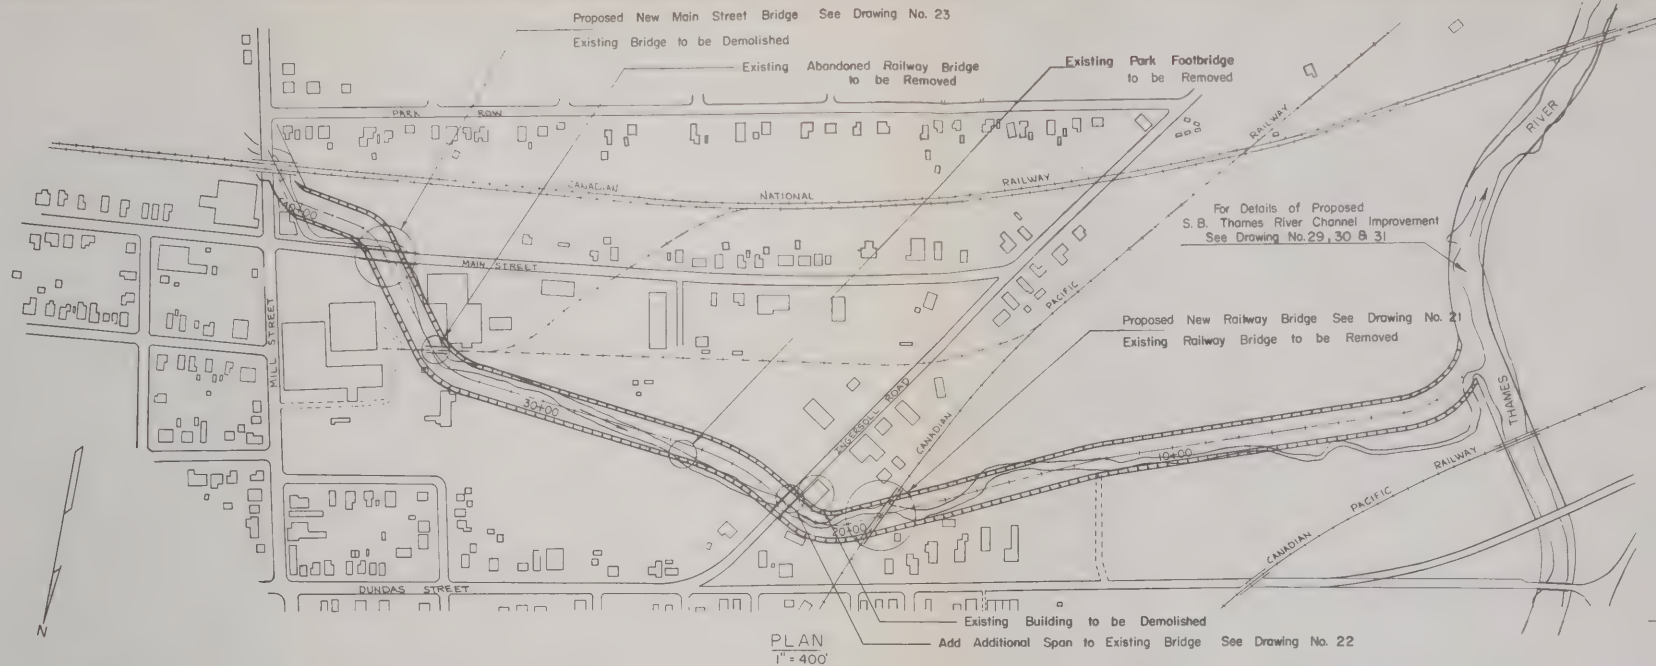 Proposed New Main Street Bridge See Drawing No. 23
Existing Bridge to be Demolished
Existing Abandoned Railway Bridge
to be Removed
Existing Park Footbridge
to be Removed
PARK ROW
CANADIAN NATIONAL RAILWAY
RAILWAY
RIVER
For Details of Proposed
S. B. Thames River Channel Improvement
See Drawing No. 29, 30 & 31
40+00
MAIN STREET
MILL STREET
PACIFIC
Proposed New Railway Bridge See Drawing No. 21
Existing Railway Bridge to be Removed
30+00
INGERSOLL ROAD
CANADIAN
THAMES
10+00
20+00
CANADIAN PACIFIC RAILWAY
DUNDAS STREET
N
Existing Building to be Demolished
Add Additional Span to Existing Bridge See Drawing No. 22
PLAN
1" = 400'